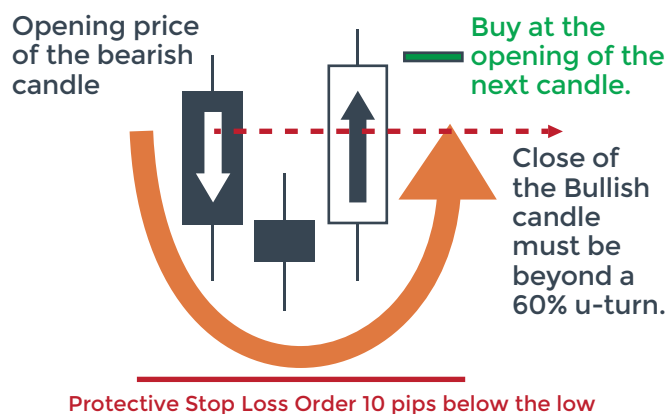 Opening price
of the bearish
candle
Buy at the
opening of the
next candle.
Close of
the Bullish
candle
must be
beyond a
60% u-turn.
Protective Stop Loss Order 10 pips below the low